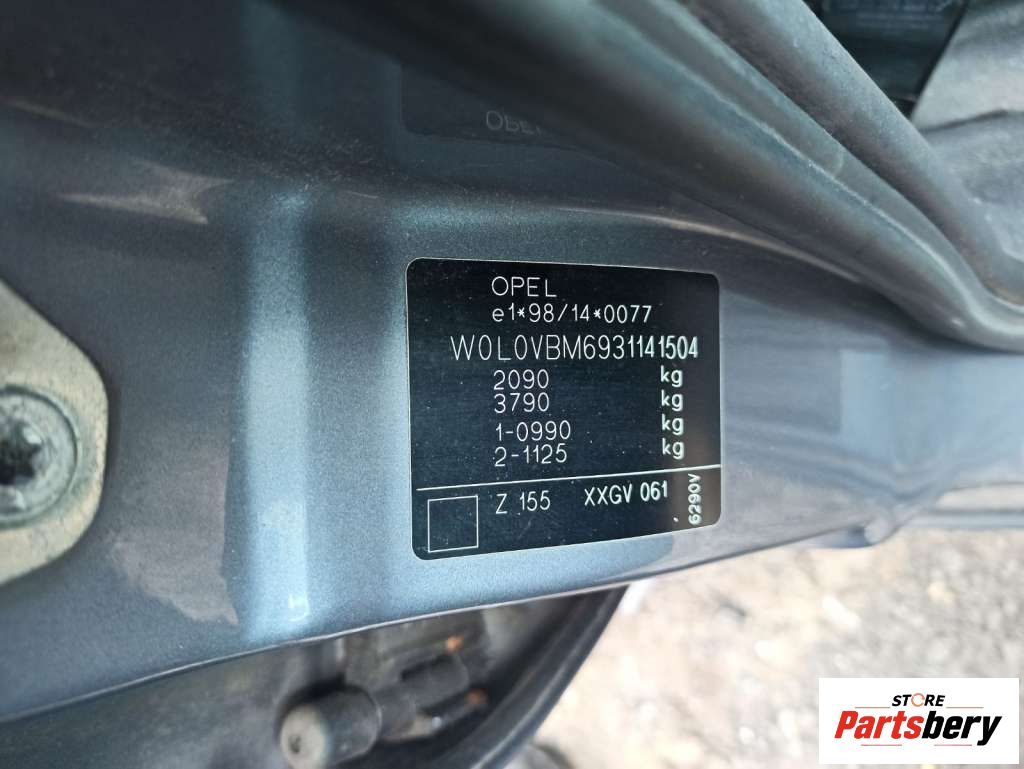 OPEL
e1*98/14*0077
W0L0VBM6931141504
2090 kg
3790 kg
1-0990 kg
2-1125 kg
Z 155 XXGV 061
6290V
STORE
Partsbery